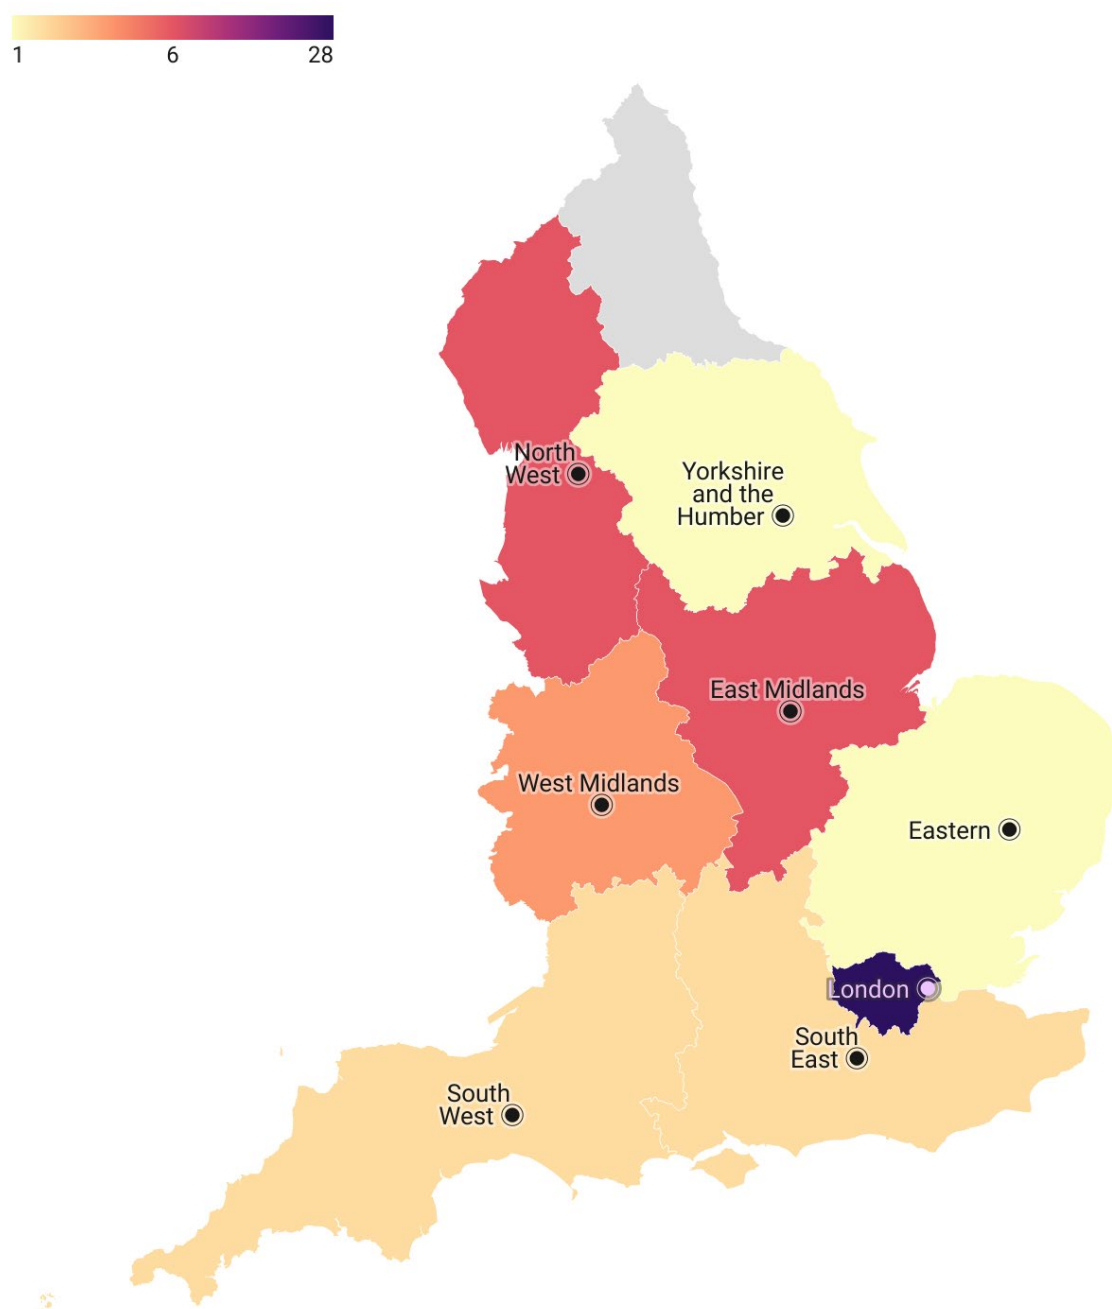 1 6 28
North
West
Yorkshire
and the
Humber
East Midlands
West Midlands
Eastern
London
South
East
South
West